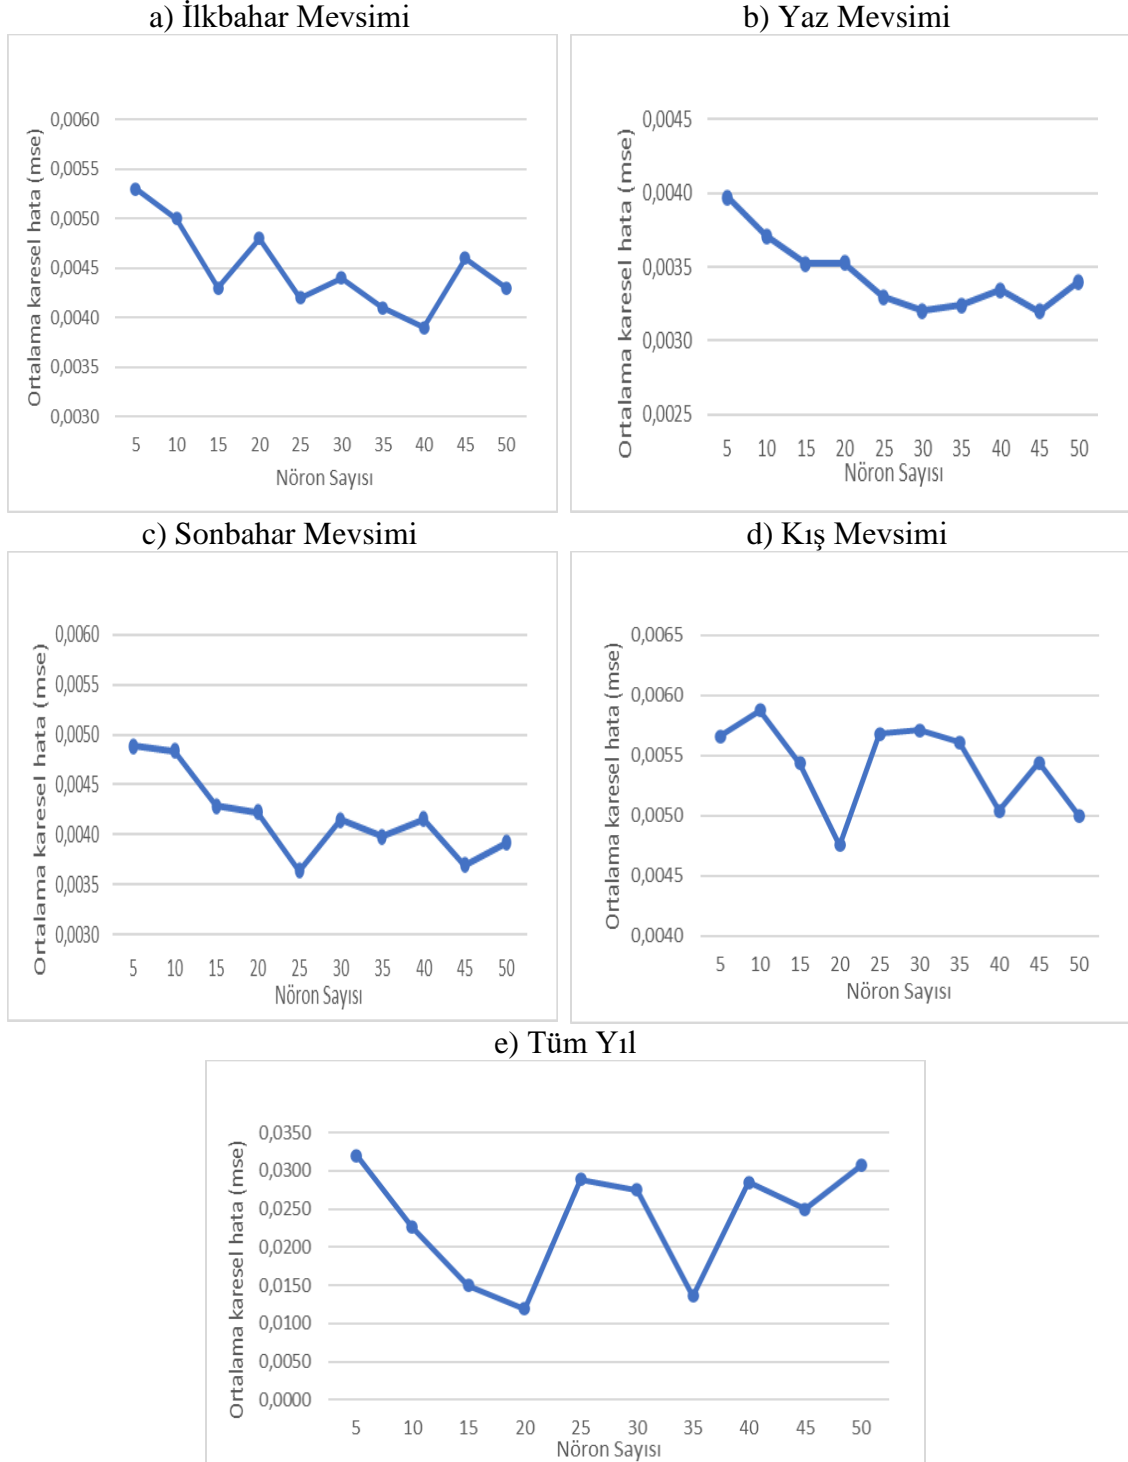 a) İlkbahar Mevsimi
Ortalama karesel hata (mse)
0,0060
0,0055
0,0050
0,0045
0,0040
0,0035
0,0030
5 10 15 20 25 30 35 40 45 50
Nöron Sayısı
b) Yaz Mevsimi
Ortalama karesel hata (mse)
0,0045
0,0040
0,0035
0,0030
0,0025
5 10 15 20 25 30 35 40 45 50
Nöron Sayısı
c) Sonbahar Mevsimi
Ortalama karesel hata (mse)
0,0060
0,0055
0,0050
0,0045
0,0040
0,0035
0,0030
5 10 15 20 25 30 35 40 45 50
Nöron Sayısı
d) Kış Mevsimi
Ortalama karesel hata (mse)
0,0065
0,0060
0,0055
0,0050
0,0045
0,0040
5 10 15 20 25 30 35 40 45 50
Nöron Sayısı
e) Tüm Yıl
Ortalama karesel hata (mse)
0,0350
0,0300
0,0250
0,0200
0,0150
0,0100
0,0050
0,0000
5 10 15 20 25 30 35 40 45 50
Nöron Sayısı